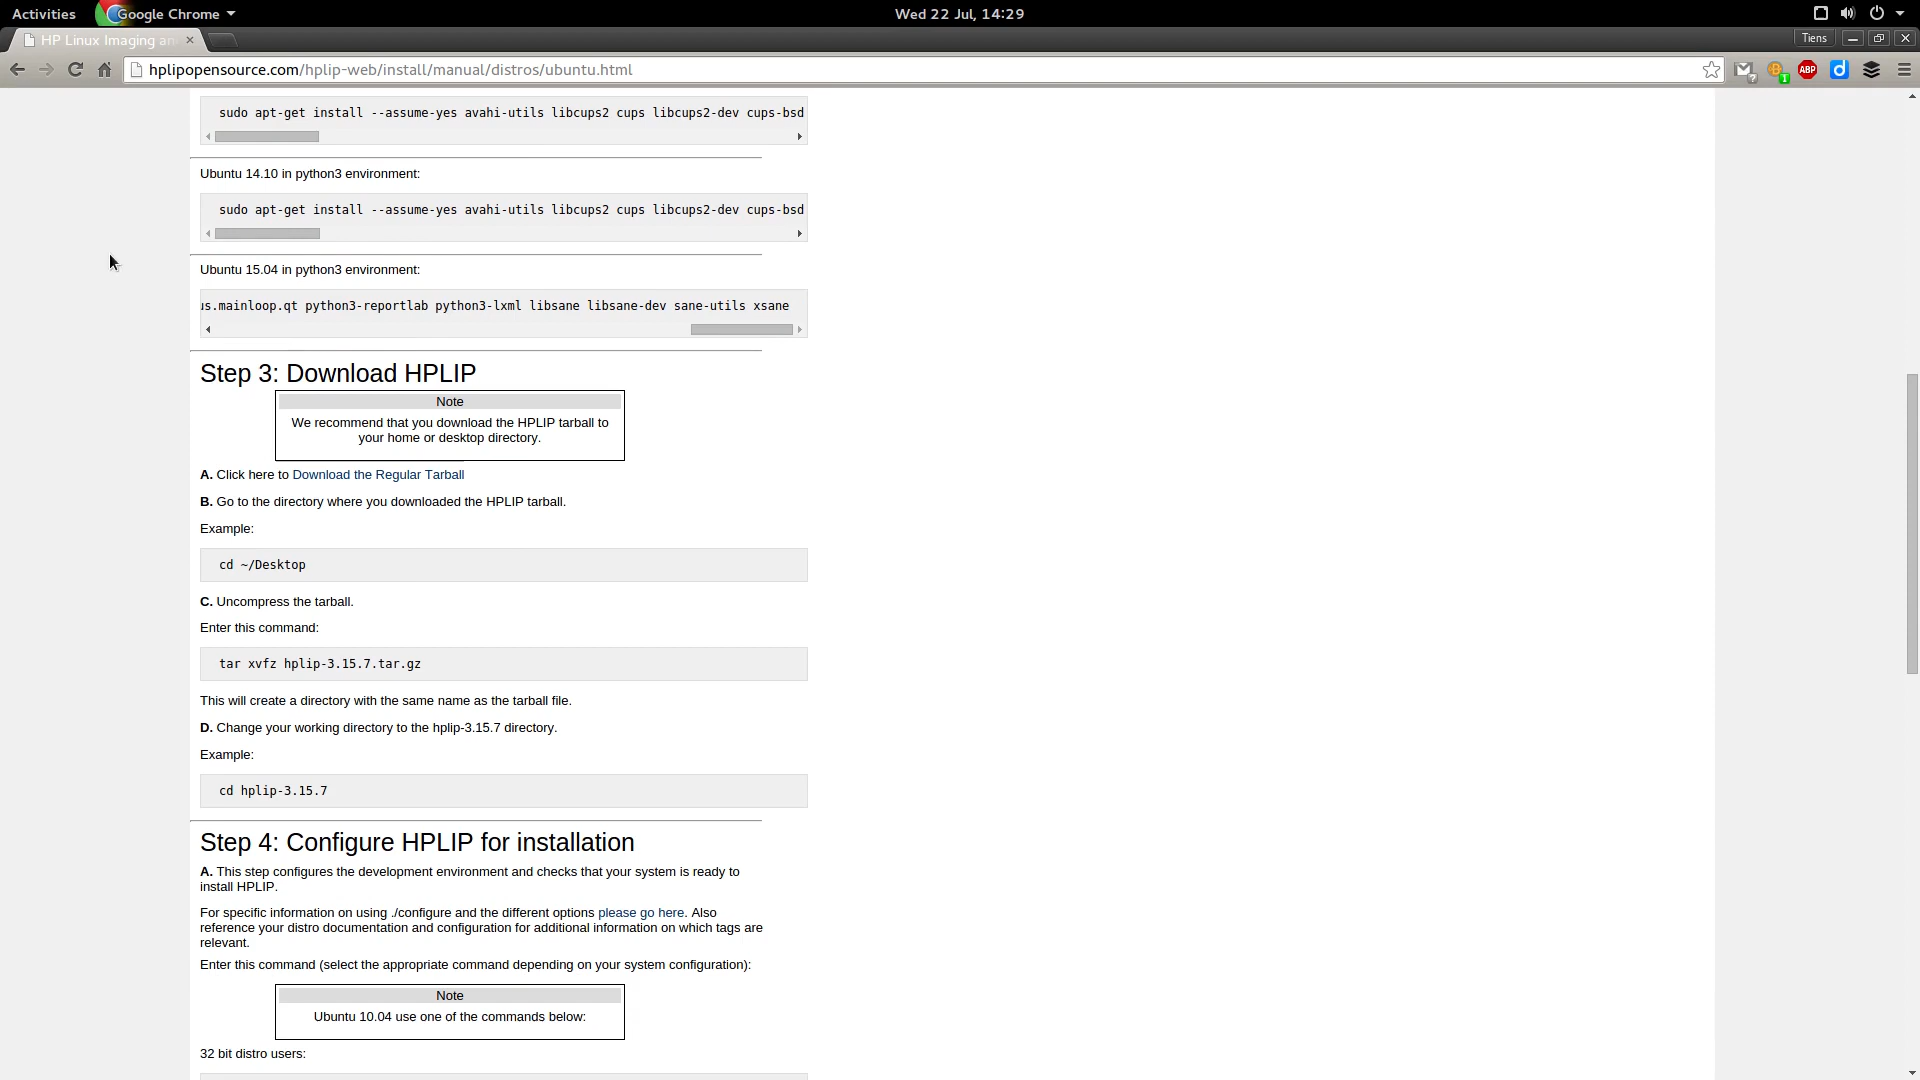 Activities
Google Chrome
Wed 22 Jul, 14:29
HP Linux Imaging an
Tiens
hplipopensource.com/hplip-web/install/manual/distros/ubuntu.html
ABP
sudo apt-get install --assume-yes avahi-utils libcups2 cups libcups2-dev cups-bsd
Ubuntu 14.10 in python3 environment:
sudo apt-get install --assume-yes avahi-utils libcups2 cups libcups2-dev cups-bsd
Ubuntu 15.04 in python3 environment:
us.mainloop.qt python3-reportlab python3-lxml libsane libsane-dev sane-utils xsane
Step 3: Download HPLIP
Note
We recommend that you download the HPLIP tarball to
your home or desktop directory.
A. Click here to Download the Regular Tarball
B. Go to the directory where you downloaded the HPLIP tarball.
Example:
cd ~/Desktop
C. Uncompress the tarball.
Enter this command:
tar xvfz hplip-3.15.7.tar.gz
This will create a directory with the same name as the tarball file.
D. Change your working directory to the hplip-3.15.7 directory.
Example:
cd hplip-3.15.7
Step 4: Configure HPLIP for installation
A. This step configures the development environment and checks that your system is ready to
install HPLIP.
For specific information on using ./configure and the different options please go here. Also
reference your distro documentation and configuration for additional information on which tags are
relevant.
Enter this command (select the appropriate command depending on your system configuration):
Note
Ubuntu 10.04 use one of the commands below:
32 bit distro users: